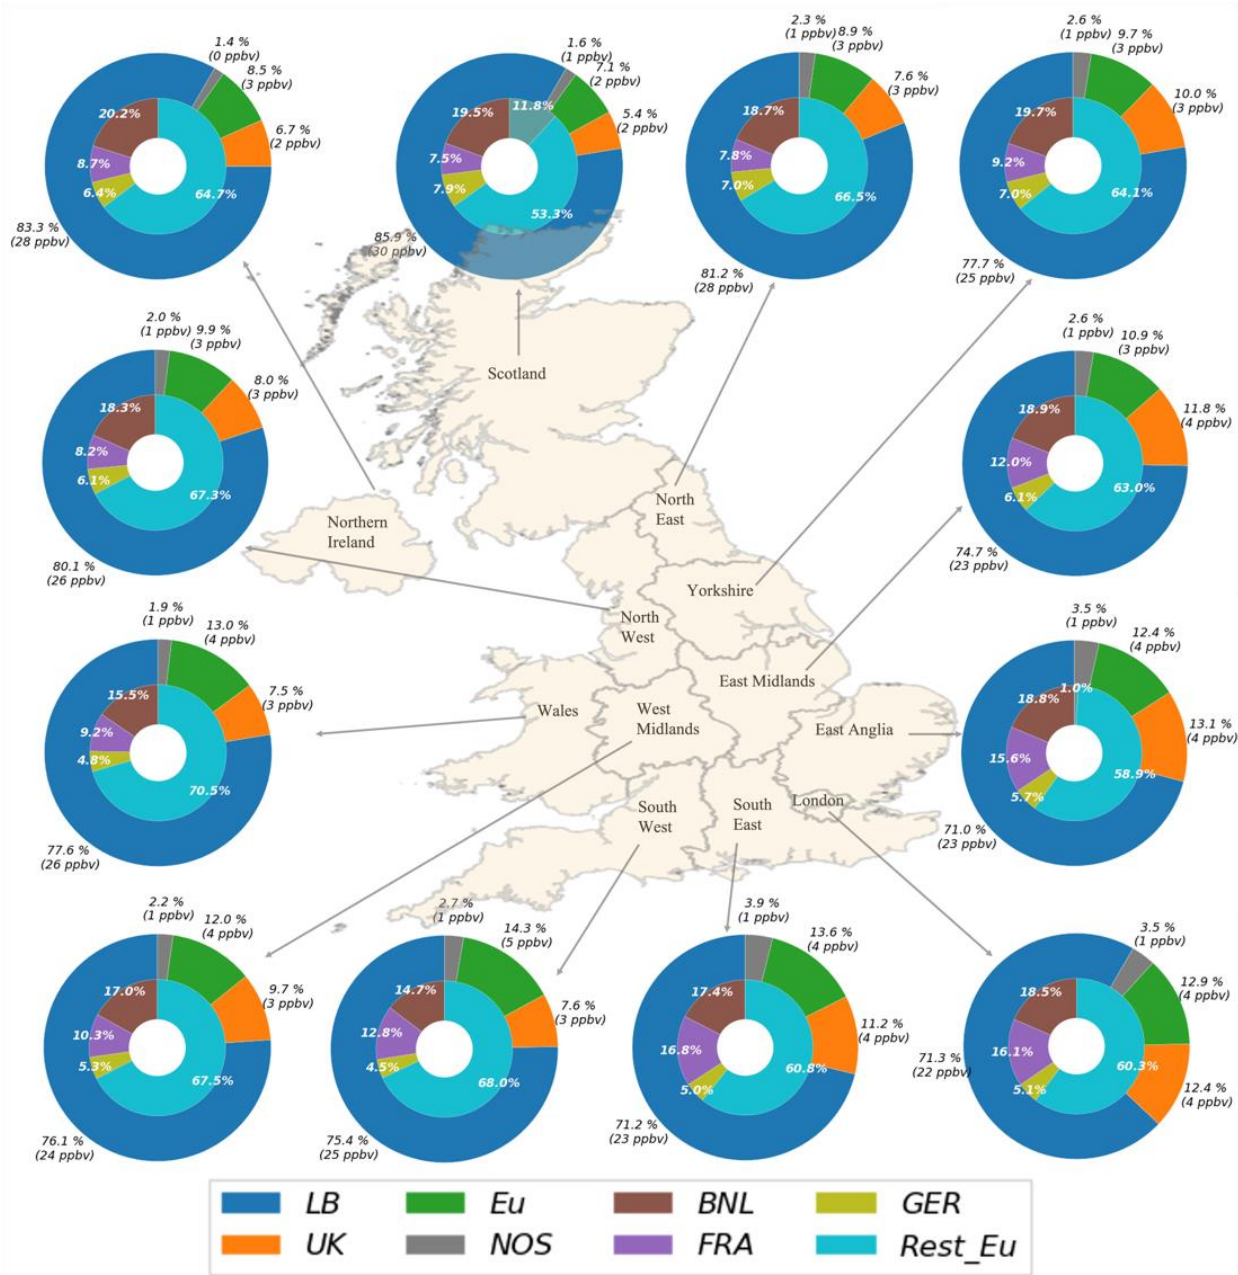 1.4 %
(0 ppbv)
8.5 %
(3 ppbv)
6.7 %
(2 ppbv)
20.2%
8.7%
6.4%
64.7%
83.3 %
(28 ppbv)
1.6 %
(1 ppbv)
7.1 %
(2 ppbv)
5.4 %
(2 ppbv)
19.5%
11.8%
7.5%
7.9%
53.3%
85.9 %
(30 ppbv)
2.3 %
(1 ppbv)
8.9 %
(3 ppbv)
7.6 %
(3 ppbv)
18.7%
7.8%
7.0%
66.5%
81.2 %
(28 ppbv)
2.6 %
(1 ppbv)
9.7 %
(3 ppbv)
10.0 %
(3 ppbv)
19.7%
9.2%
7.0%
64.1%
77.7 %
(25 ppbv)
2.0 %
(1 ppbv)
9.9 %
(3 ppbv)
8.0 %
(3 ppbv)
18.3%
8.2%
6.1%
67.3%
80.1 %
(26 ppbv)
Scotland
North
East
Northern
Ireland
Yorkshire
North
West
East Midlands
Wales
West
Midlands
East Anglia
South
West
South
East
London
2.6 %
(1 ppbv)
10.9 %
(3 ppbv)
11.8 %
(4 ppbv)
18.9%
12.0%
6.1%
63.0%
74.7 %
(23 ppbv)
1.9 %
(1 ppbv)
13.0 %
(4 ppbv)
7.5 %
(3 ppbv)
15.5%
9.2%
4.8%
70.5%
77.6 %
(26 ppbv)
3.5 %
(1 ppbv)
12.4 %
(4 ppbv)
13.1 %
(4 ppbv)
18.8%
1.0%
15.6%
5.7%
58.9%
71.0 %
(23 ppbv)
2.2 %
(1 ppbv)
12.0 %
(4 ppbv)
9.7 %
(3 ppbv)
17.0%
10.3%
5.3%
67.5%
76.1 %
(24 ppbv)
2.7 %
(1 ppbv)
14.3 %
(5 ppbv)
7.6 %
(3 ppbv)
14.7%
12.8%
4.5%
68.0%
75.4 %
(25 ppbv)
3.9 %
(1 ppbv)
13.6 %
(4 ppbv)
11.2 %
(4 ppbv)
17.4%
16.8%
5.0%
60.8%
71.2 %
(23 ppbv)
3.5 %
(1 ppbv)
12.9 %
(4 ppbv)
12.4 %
(4 ppbv)
18.5%
16.1%
5.1%
60.3%
71.3 %
(22 ppbv)
LB Eu BNL GER
UK NOS FRA Rest_Eu